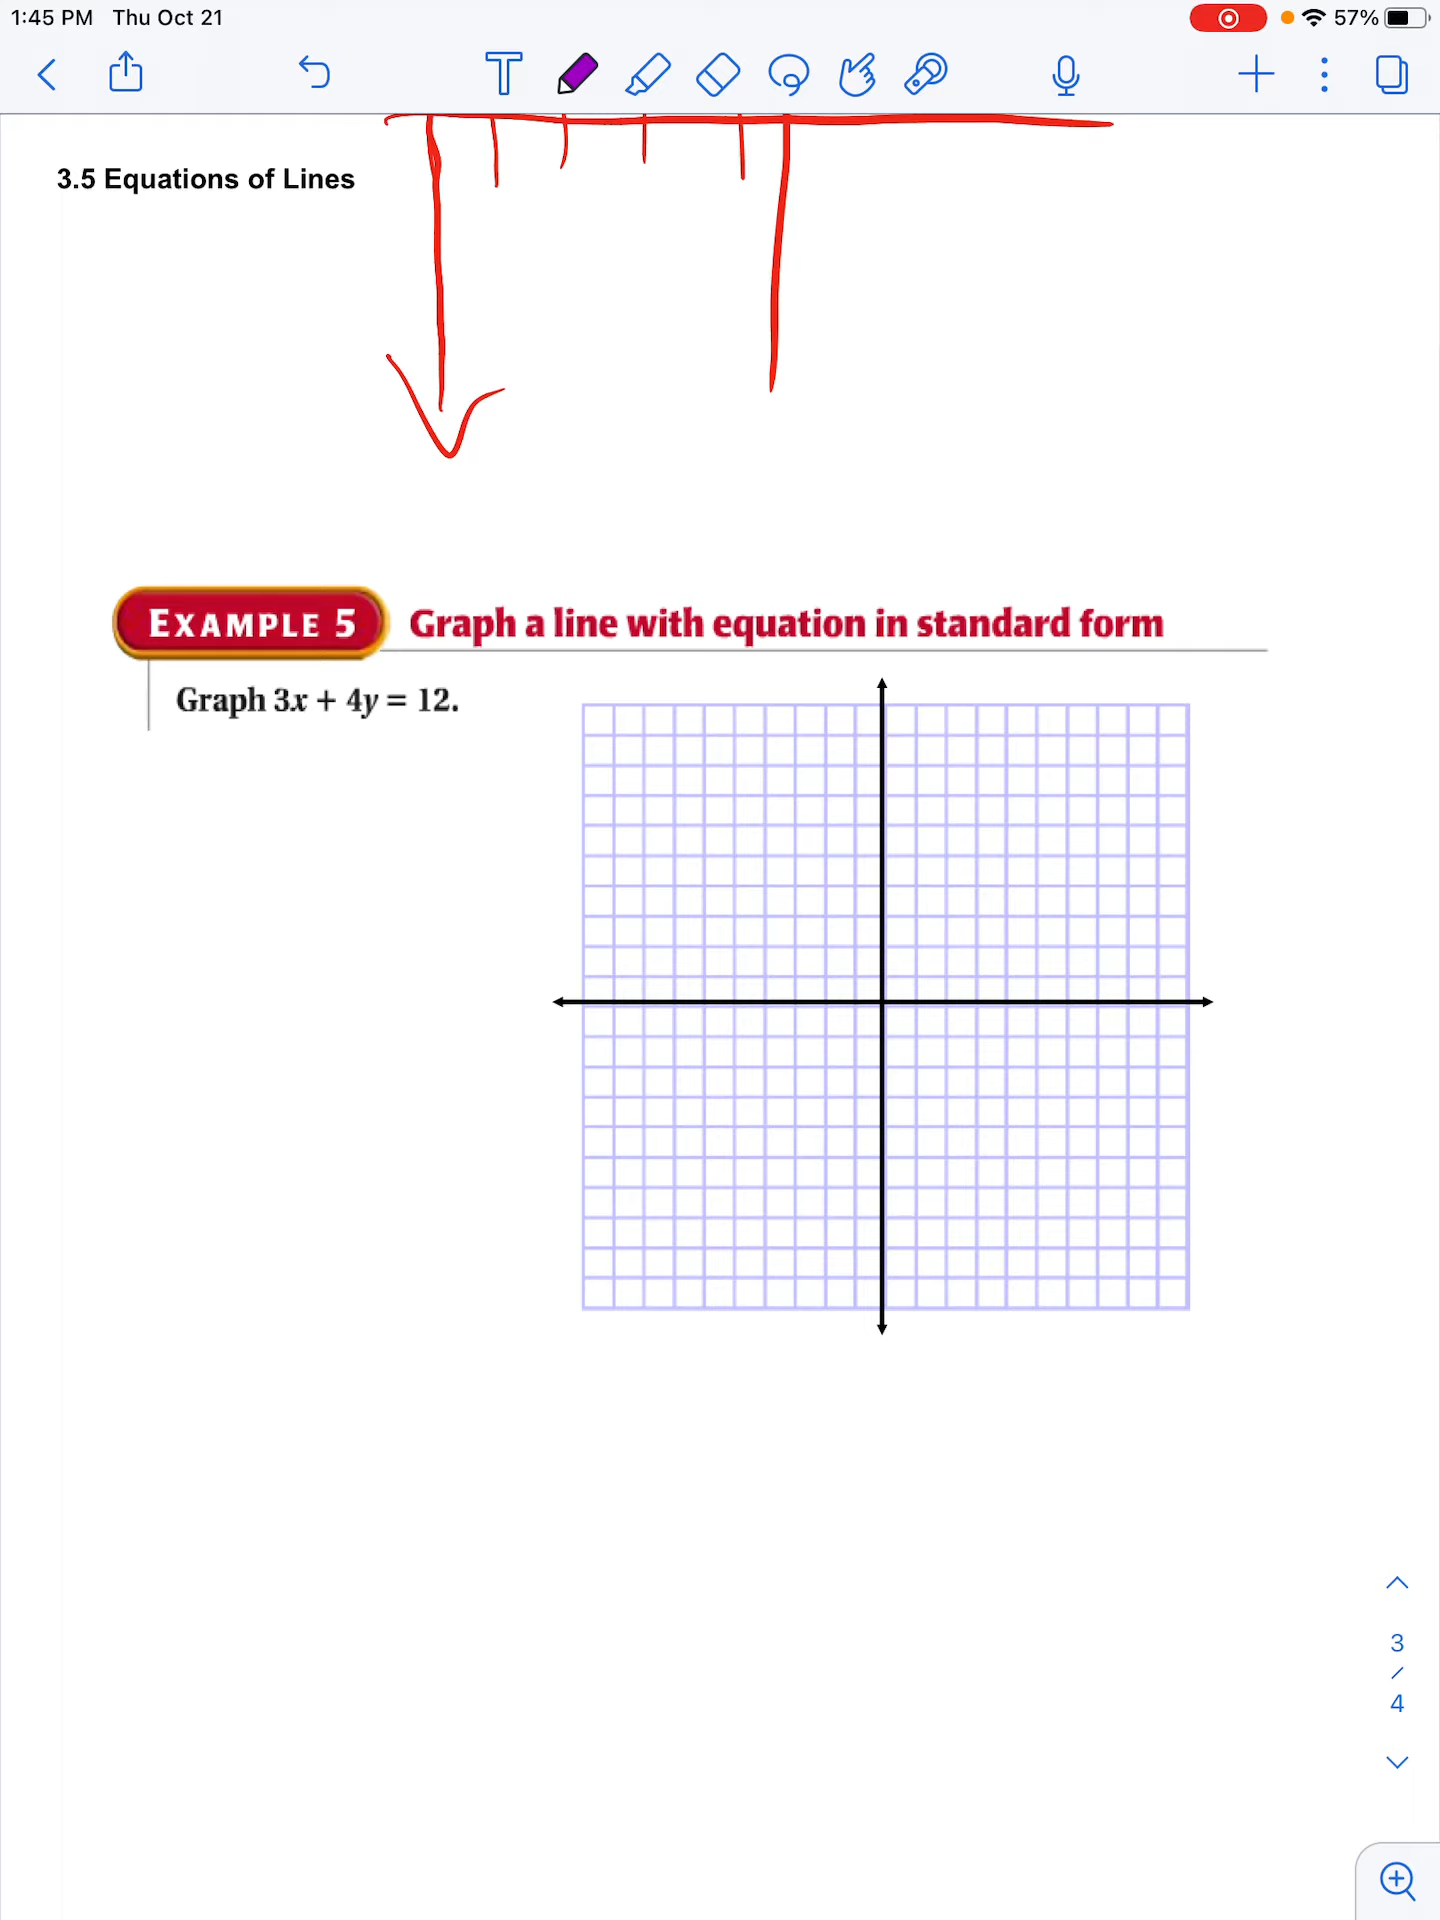 1:45 PM Thu Oct 21
57%
T
3.5 Equations of Lines
EXAMPLE 5 Graph a line with equation in standard form
Graph 3x + 4y = 12.
3
/
4